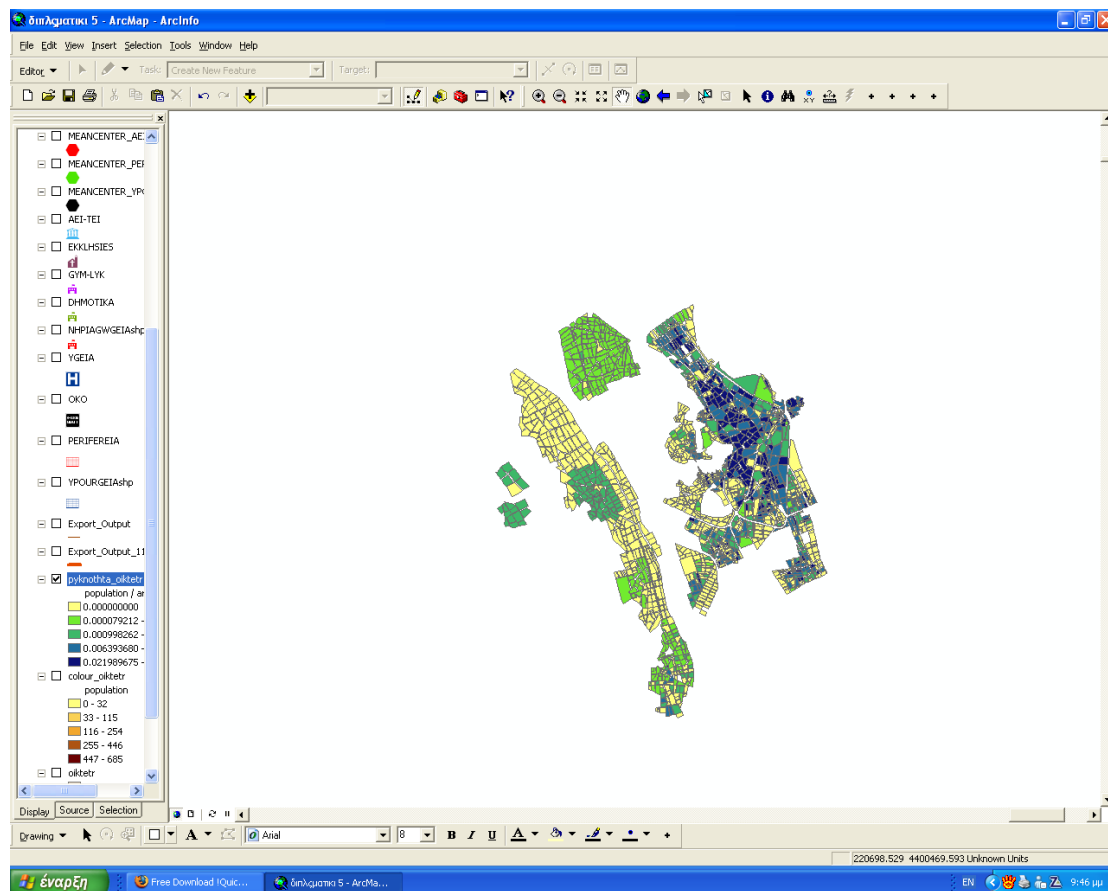 διπλωματικι 5 - ArcMap - ArcInfo
File Edit View Insert Selection Tools Window Help
Editor Task: Create New Feature Target:
MEANCENTER_AEI
MEANCENTER_PER
MEANCENTER_YPO
AEI-TEI
EKKLHSIES
GYM-LYK
DHMOTIKA
NHPIAGWGEIAshp
YGEIA
H
OKO
PERIFEREIA
YPOURGEIAshp
Export_Output
Export_Output_11
pyknothta_oiktetr
population / ar
0.000000000
0.000079212 -
0.000998262 -
0.006393680 -
0.021989675 -
colour_oiktetr
population
0 - 32
33 - 115
116 - 254
255 - 446
447 - 685
oiktetr
Display Source Selection
Drawing A Arial 8 B I U A
220698.529 4400469.593 Unknown Units
έναρξη Free Download !Quic... διπλωματικι 5 - ArcMa... EN 9:46 μμ